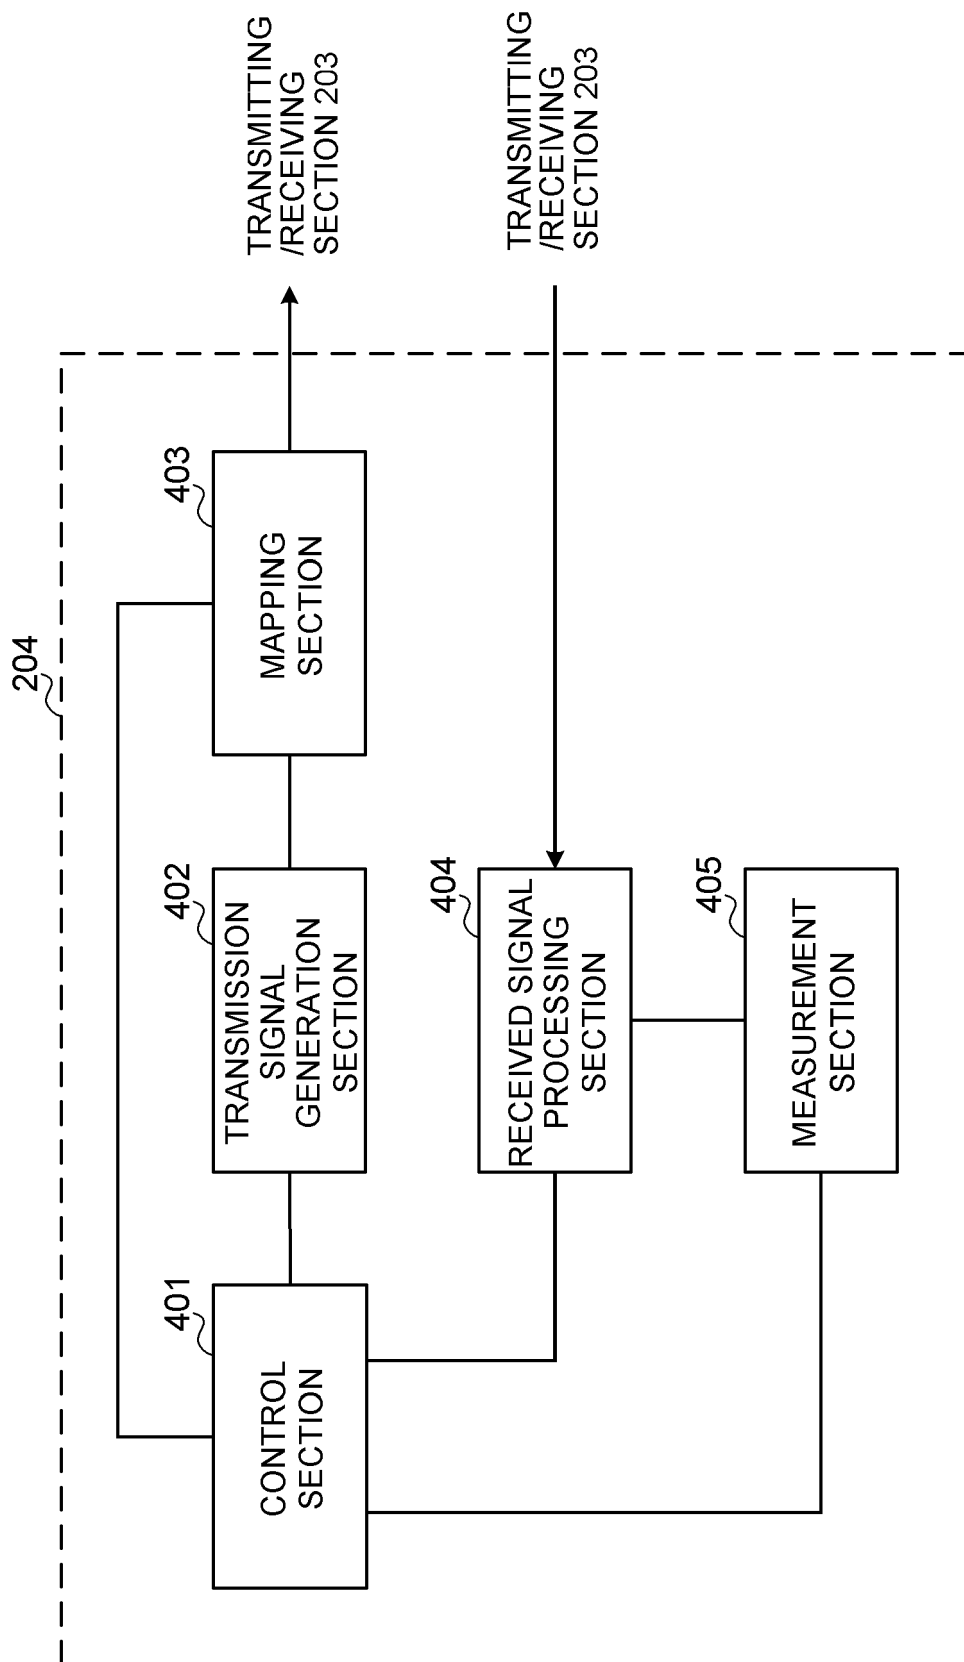 204
401
CONTROL
SECTION
402
TRANSMISSION
SIGNAL
GENERATION
SECTION
403
MAPPING
SECTION
TRANSMITTING
/RECEIVING
SECTION 203
404
RECEIVED SIGNAL
PROCESSING
SECTION
TRANSMITTING
/RECEIVING
SECTION 203
405
MEASUREMENT
SECTION